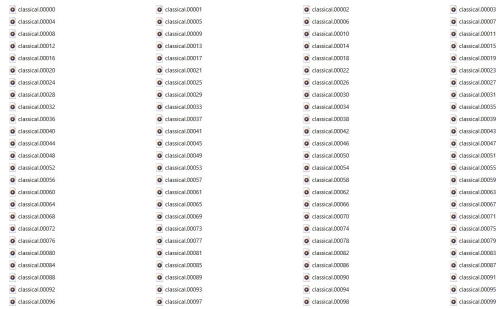 classical.00000 classical.00001 classical.00002 classical.00003
classical.00004 classical.00005 classical.00006 classical.00007
classical.00008 classical.00009 classical.00010 classical.00011
classical.00012 classical.00013 classical.00014 classical.00015
classical.00016 classical.00017 classical.00018 classical.00019
classical.00020 classical.00021 classical.00022 classical.00023
classical.00024 classical.00025 classical.00026 classical.00027
classical.00028 classical.00029 classical.00030 classical.00031
classical.00032 classical.00033 classical.00034 classical.00035
classical.00036 classical.00037 classical.00038 classical.00039
classical.00040 classical.00041 classical.00042 classical.00043
classical.00044 classical.00045 classical.00046 classical.00047
classical.00048 classical.00049 classical.00050 classical.00051
classical.00052 classical.00053 classical.00054 classical.00055
classical.00056 classical.00057 classical.00058 classical.00059
classical.00060 classical.00061 classical.00062 classical.00063
classical.00064 classical.00065 classical.00066 classical.00067
classical.00068 classical.00069 classical.00070 classical.00071
classical.00072 classical.00073 classical.00074 classical.00075
classical.00076 classical.00077 classical.00078 classical.00079
classical.00080 classical.00081 classical.00082 classical.00083
classical.00084 classical.00085 classical.00086 classical.00087
classical.00088 classical.00089 classical.00090 classical.00091
classical.00092 classical.00093 classical.00094 classical.00095
classical.00096 classical.00097 classical.00098 classical.00099